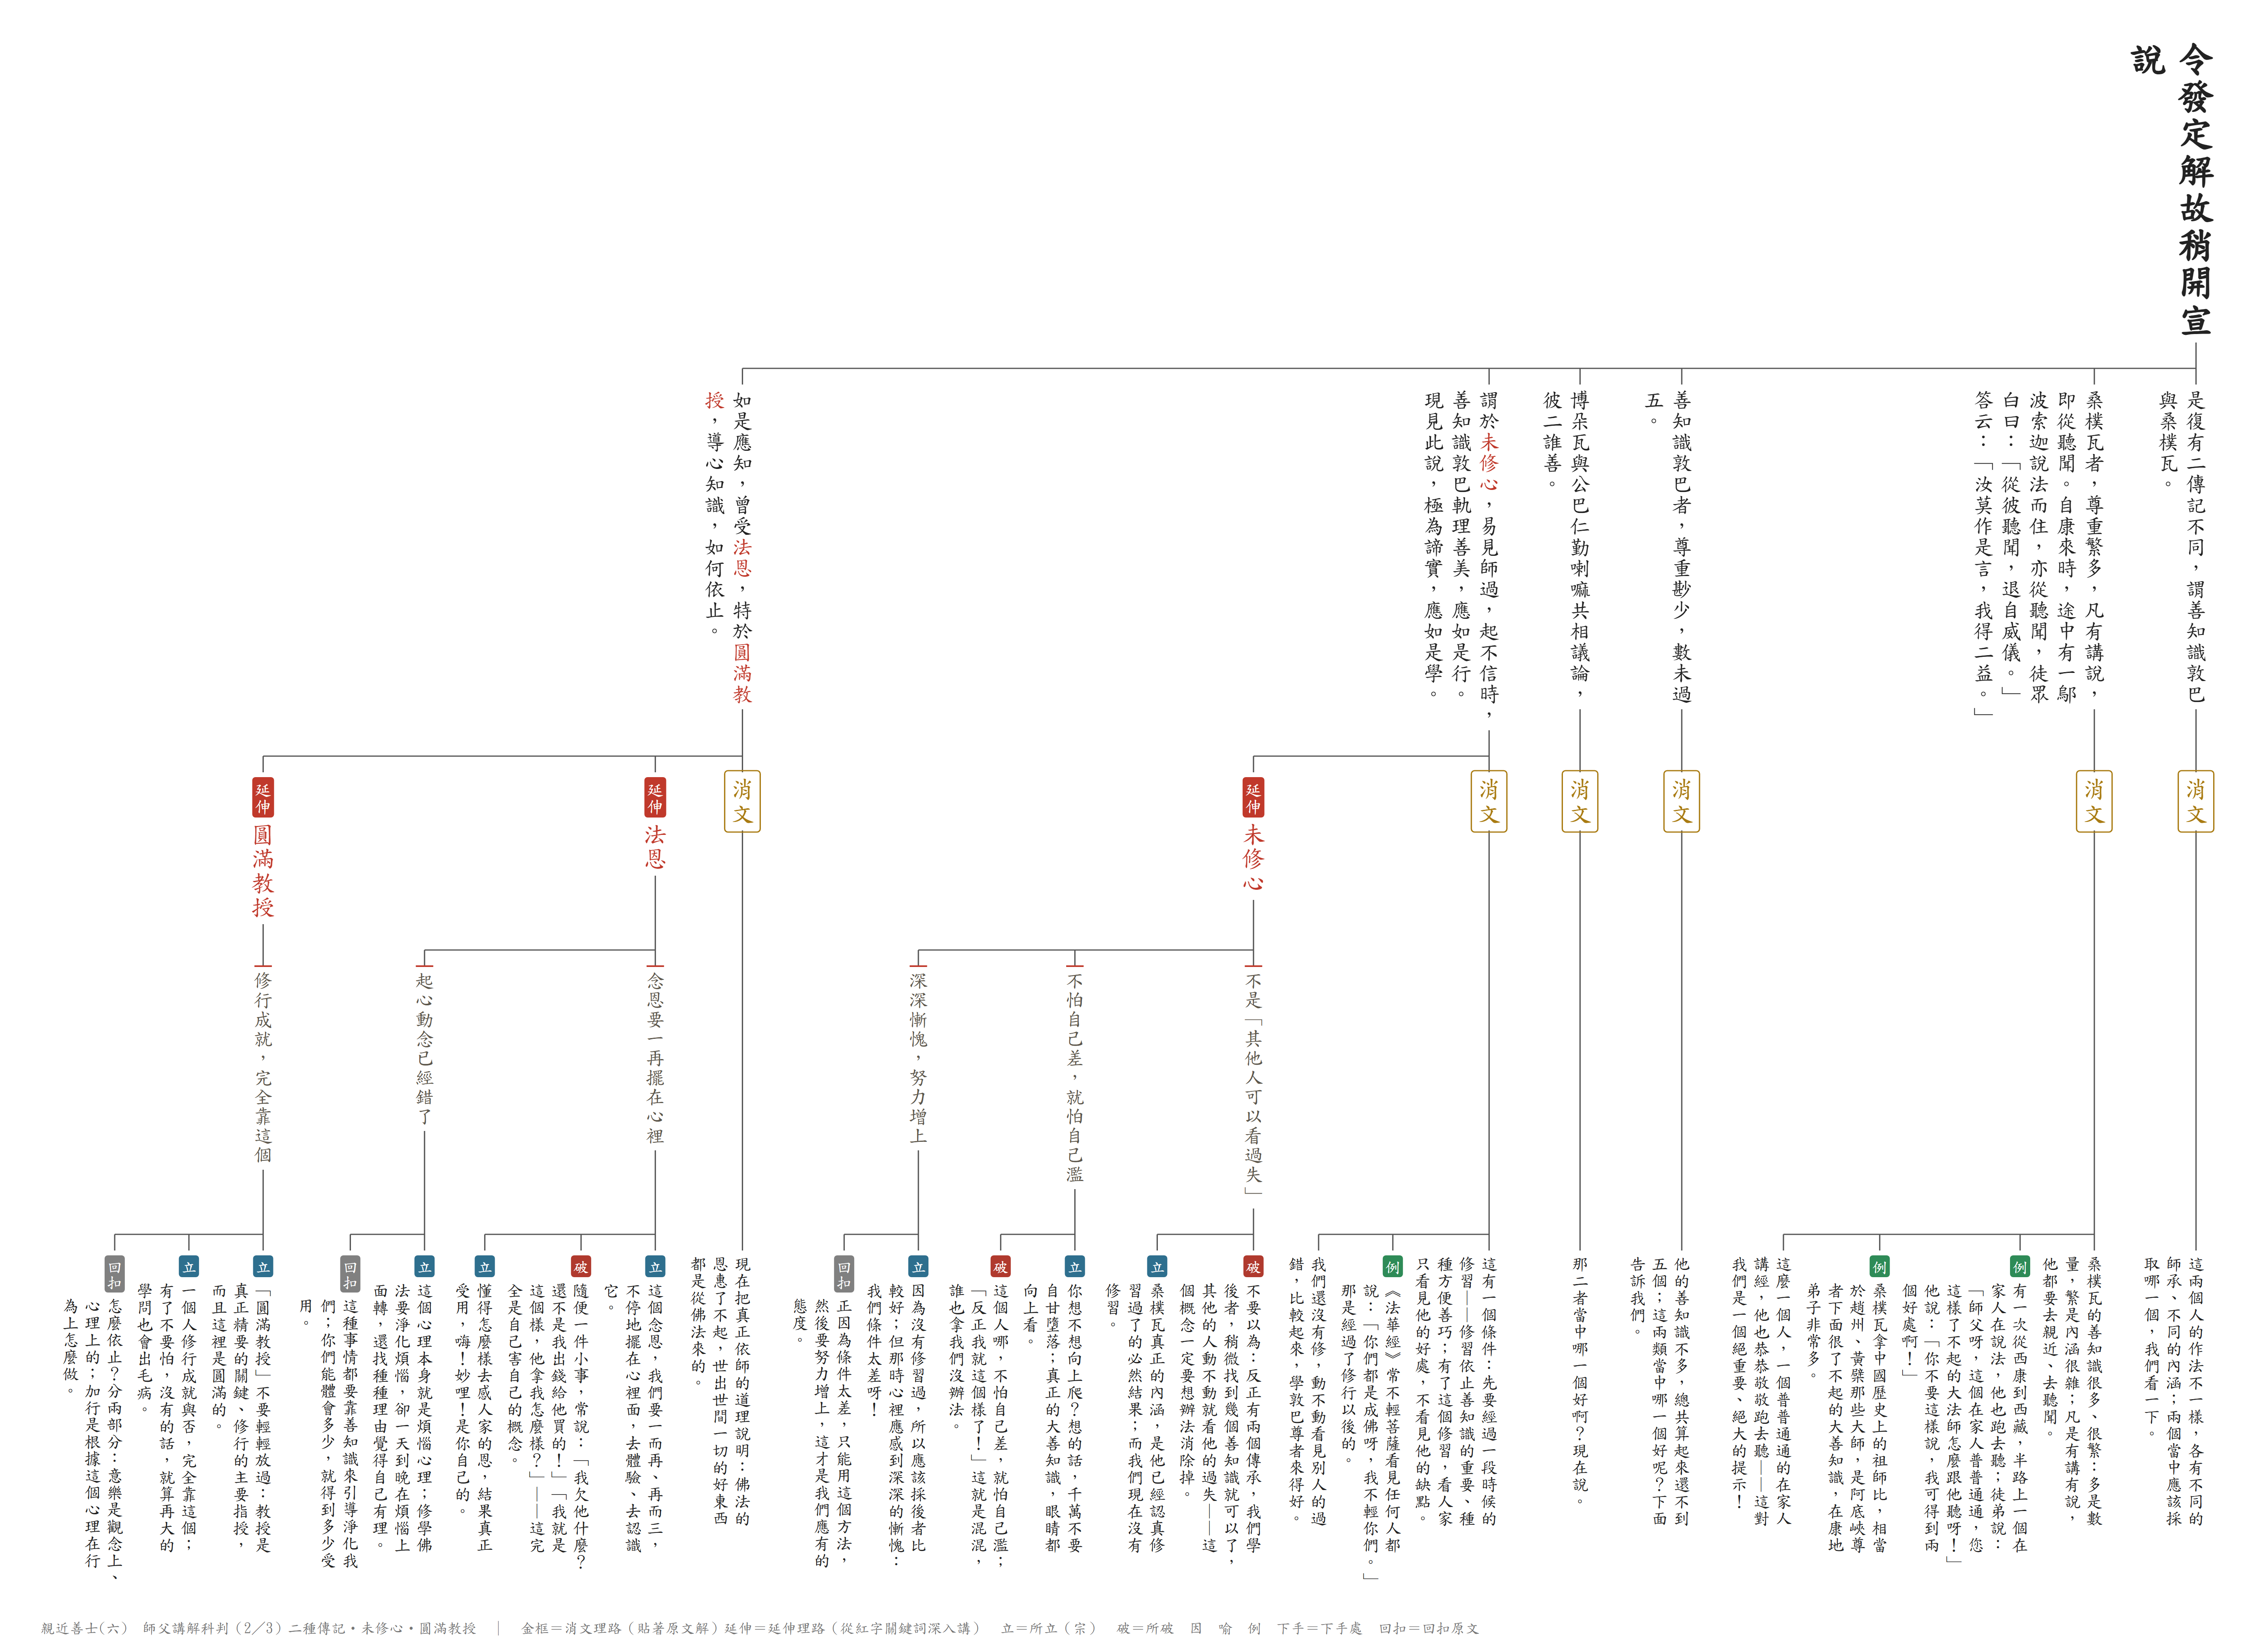 令發定解故稍開宣
說
是復有二傳記不同，謂善知識敦巴
與桑樸瓦。
桑樸瓦者，尊重繁多，凡有講說，
即從聽聞。自康來時，途中有一鄔
波索迦說法而住，亦從聽聞，徒眾
白曰：「從彼聽聞，退自威儀。」
答云：「汝莫作是言，我得二益。」
善知識敦巴者，尊重尠少，數未過
五。
博朵瓦與公巴仁勤喇嘛共相議論，
彼二誰善。
謂於未修心，易見師過，起不信時，
善知識敦巴軌理善美，應如是行。
現見此說，極為諦實，應如是學。
如是應知，曾受法恩，特於圓滿教
授，導心知識，如何依止。
消文
消文
消文
消文
消文
延伸
未修心
消文
延伸
法恩
延伸
圓滿教授
不是「其他人可以看過失」
不怕自己差，就怕自己濫
深深慚愧，努力增上
念恩要一再擺在心裡
起心動念已經錯了
修行成就，完全靠這個
這兩個人的作法不一樣，各有不同的
師承、不同的內涵；兩個當中應該採
取哪一個，我們看一下。
桑樸瓦的善知識很多、很繁：多是數
量，繁是內涵很雜；凡是有講有說，
他都要去親近、去聽聞。
例
有一次從西康到西藏，半路上一個在
家人在說法，他也跑去聽；徒弟說：
「師父呀，這個在家人普普通通，您
這樣了不起的大法師怎麼跟他聽呀！」
他說：「你不要這樣說，我可得到兩
個好處啊！」
例
桑樸瓦拿中國歷史上的祖師比，相當
於趙州、黃檗那些大師，是阿底峽尊
者下面很了不起的大善知識，在康地
弟子非常多。
這麼一個人，一個普普通通的在家人
講經，他也恭恭敬敬跑去聽——這對
我們是一個絕重要、絕大的提示！
他的善知識不多，總共算起來還不到
五個；這兩類當中哪一個好呢？下面
告訴我們。
那二者當中哪一個好啊？現在說。
這有一個條件：先要經過一段時候的
修習——修習依止善知識的重要、種
種方便善巧；有了這個修習，看人家
只看見他的好處，不看見他的缺點。
例
《法華經》常不輕菩薩看見任何人都
說：「你們都是成佛呀，我不輕你們。」
那是經過了修行以後的。
我們還沒有修，動不動看見別人的過
錯，比較起來，學敦巴尊者來得好。
破
不要以為：反正有兩個傳承，我們學
後者，稍微找到幾個善知識就可以了，
其他的人動不動就看他的過失——這
個概念一定要想辦法消除掉。
立
桑樸瓦真正的內涵，是他已經認真修
習過了的必然結果；而我們現在沒有
修習。
立
你想不想向上爬？想的話，千萬不要
自甘墮落；真正的大善知識，眼睛都
向上看。
破
這個人哪，不怕自己差，就怕自己濫；
「反正我就這個樣了！」這就是混混，
誰也拿我們沒辦法。
立
因為沒有修習過，所以應該採後者比
較好；但那時心裡應感到深深的慚愧：
我們條件太差呀！
回扣
正因為條件太差，只能用這個方法，
然後要努力增上，這才是我們應有的
態度。
現在把真正依師的道理說明：佛法的
恩惠了不起，世出世間一切的好東西
都是從佛法來的。
立
這個念恩，我們要一而再、再而三，
不停地擺在心裡面，去體驗、去認識
它。
破
隨便一件小事，常說：「我欠他什麼？
還不是我出錢給他買的！」「我就是
這個樣，他拿我怎麼樣？」——這完
全是自己害自己的概念。
立
懂得怎麼樣去感人家的恩，結果真正
受用，嗨！妙哩！是你自己的。
立
這個心理本身就是煩惱心理；修學佛
法要淨化煩惱，卻一天到晚在煩惱上
面轉，還找種種理由覺得自己有理。
回扣
這種事情都要靠善知識來引導淨化我
們；你們能體會多少，就得到多少受
用。
立
「圓滿教授」不要輕輕放過：教授是
真正精要的關鍵、修行的主要指授，
而且這裡是圓滿的。
立
一個人修行成就與否，完全靠這個；
有了不要怕，沒有的話，就算再大的
學問也會出毛病。
回扣
怎麼依止？分兩部分：意樂是觀念上、
心理上的；加行是根據這個心理在行
為上怎麼做。
親近善士(六)　師父講解科判（2／3）二種傳記・未修心・圓滿教授　｜　金框＝消文理路（貼著原文解）延伸＝延伸理路（從紅字關鍵詞深入講）　立＝所立（宗）　破＝所破　因　喻　例　下手＝下手處　回扣＝回扣原文